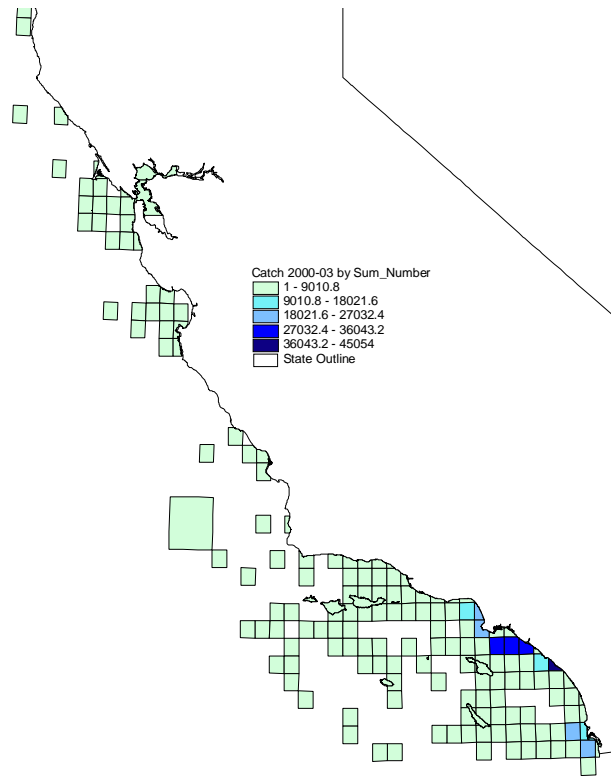 Catch 2000-03 by Sum_Number
1 - 9010.8
9010.8 - 18021.6
18021.6 - 27032.4
27032.4 - 36043.2
36043.2 - 45054
State Outline